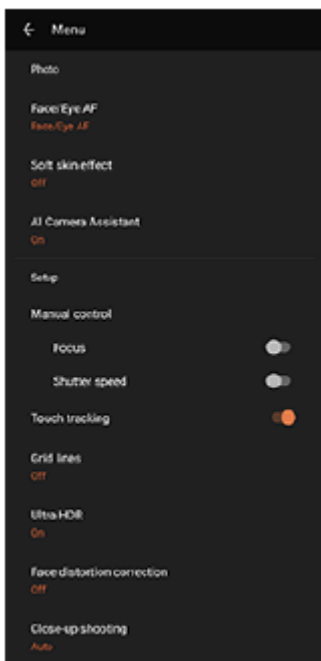 Menu
Photo
Face/Eye AF
Face/Eye AF
Soft skin effect
Off
AI Camera Assistant
On
Setup
Manual control
Focus
Shutter speed
Touch tracking
Grid lines
Off
Ultra HDR
On
Face distortion correction
Off
Close-up shooting
Auto